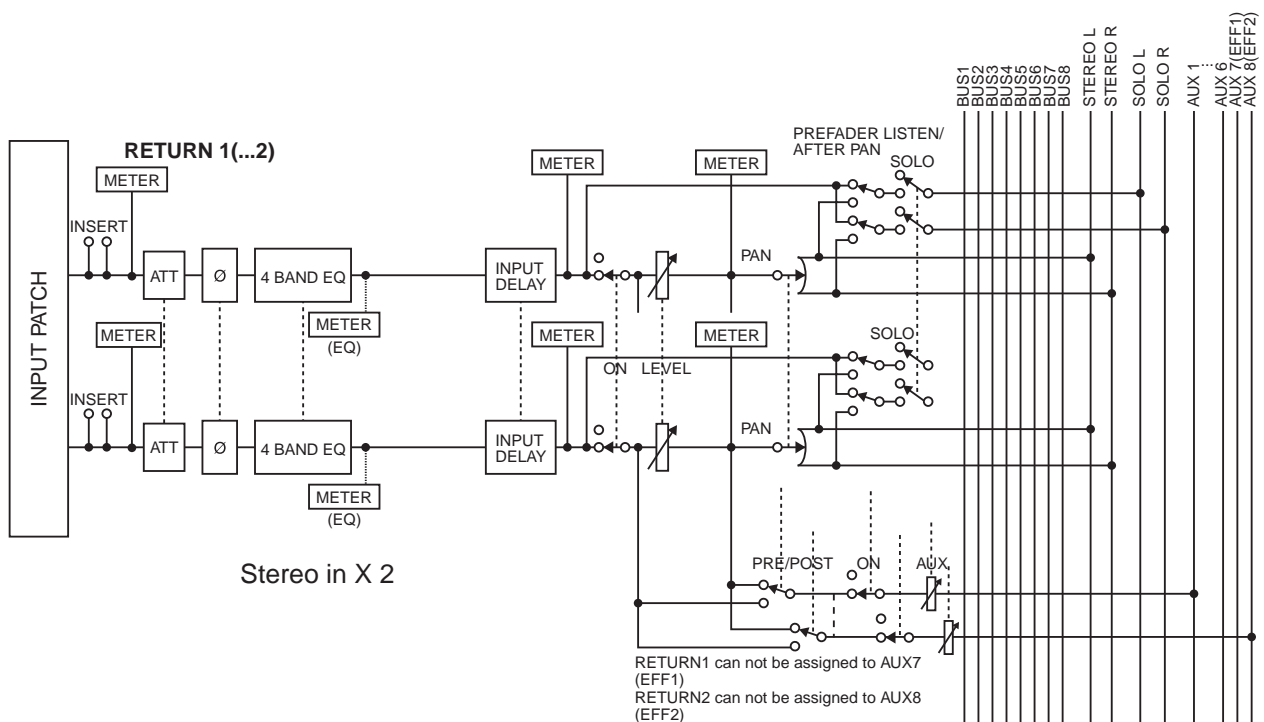 BUS1
BUS2
BUS3
BUS4
BUS5
BUS6
BUS7
BUS8
STEREO L
STEREO R
SOLO L
SOLO R
AUX 1
...
AUX 6
AUX 7(EFF1)
AUX 8(EFF2)
INPUT PATCH
RETURN 1(...2)
METER
INSERT
ATT
Ø
4 BAND EQ
METER
(EQ)
INPUT
DELAY
METER
METER
PREFADER LISTEN/
AFTER PAN
SOLO
PAN
METER
INSERT
ATT
Ø
4 BAND EQ
METER
(EQ)
INPUT
DELAY
METER
METER
ON
LEVEL
SOLO
PAN
Stereo in X 2
PRE/POST
ON
AUX
RETURN1 can not be assigned to AUX7
(EFF1)
RETURN2 can not be assigned to AUX8
(EFF2)